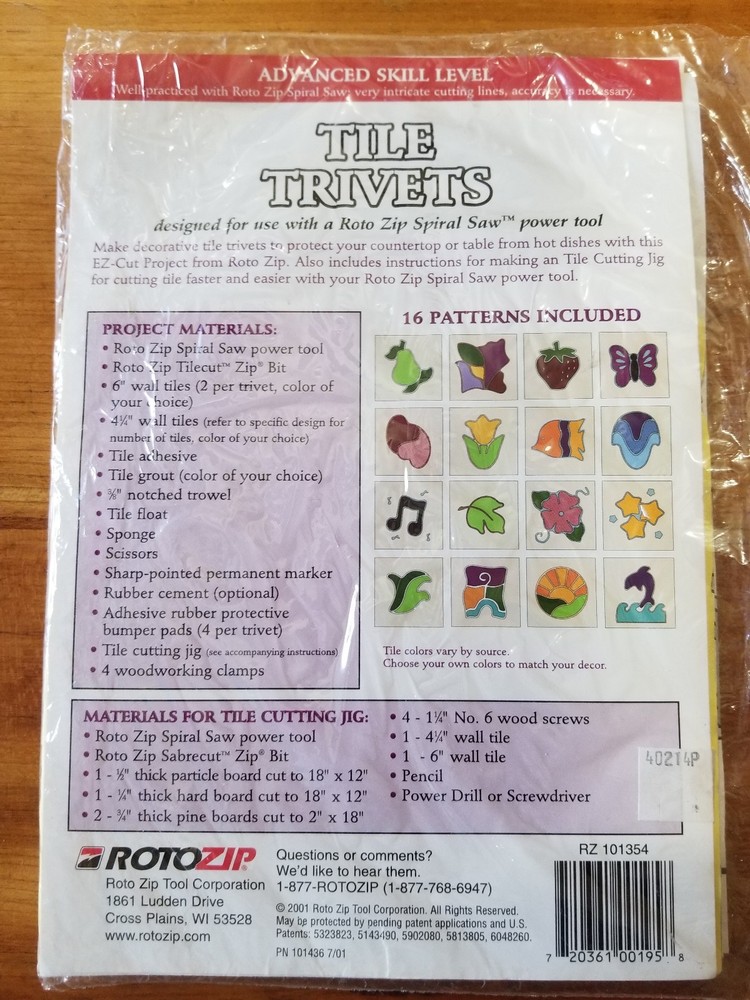 ADVANCED SKILL LEVEL
Well practiced with Roto Zip Spiral Saw; very intricate cutting lines, accuracy is necessary.
TILE
TRIVETS
designed for use with a Roto Zip Spiral Saw™ power tool
Make decorative tile trivets to protect your countertop or table from hot dishes with this
EZ-Cut Project from Roto Zip. Also includes instructions for making an Tile Cutting Jig
for cutting tile faster and easier with your Roto Zip Spiral Saw power tool.
PROJECT MATERIALS:
• Roto Zip Spiral Saw power tool
• Roto Zip Tilecut™ Zip® Bit
• 6" wall tiles (2 per trivet, color of
your choice)
• 4¼" wall tiles (refer to specific design for
number of tiles, color of your choice)
• Tile adhesive
• Tile grout (color of your choice)
• ⅜" notched trowel
• Tile float
• Sponge
• Scissors
• Sharp-pointed permanent marker
• Rubber cement (optional)
• Adhesive rubber protective
bumper pads (4 per trivet)
• Tile cutting jig (see accompanying instructions)
• 4 woodworking clamps
16 PATTERNS INCLUDED
Tile colors vary by source.
Choose your own colors to match your decor.
MATERIALS FOR TILE CUTTING JIG:
• Roto Zip Spiral Saw power tool
• Roto Zip Sabrecut™ Zip® Bit
• 1 - ½" thick particle board cut to 18" x 12"
• 1 - ¼" thick hard board cut to 18" x 12"
• 2 - ¾" thick pine boards cut to 2" x 18"
• 4 - 1¼" No. 6 wood screws
• 1 - 4¼" wall tile
• 1 - 6" wall tile
• Pencil
• Power Drill or Screwdriver
40214P
ROTOZIP®
Roto Zip Tool Corporation
1861 Ludden Drive
Cross Plains, WI 53528
www.rotozip.com
Questions or comments?
We'd like to hear them.
1-877-ROTOZIP (1-877-768-6947)
© 2001 Roto Zip Tool Corporation. All Rights Reserved.
May be protected by pending patent applications and U.S.
Patents: 5323823, 5143490, 5902080, 5813805, 6048260.
PN 101436 7/01
RZ 101354
7 20361 00195 8